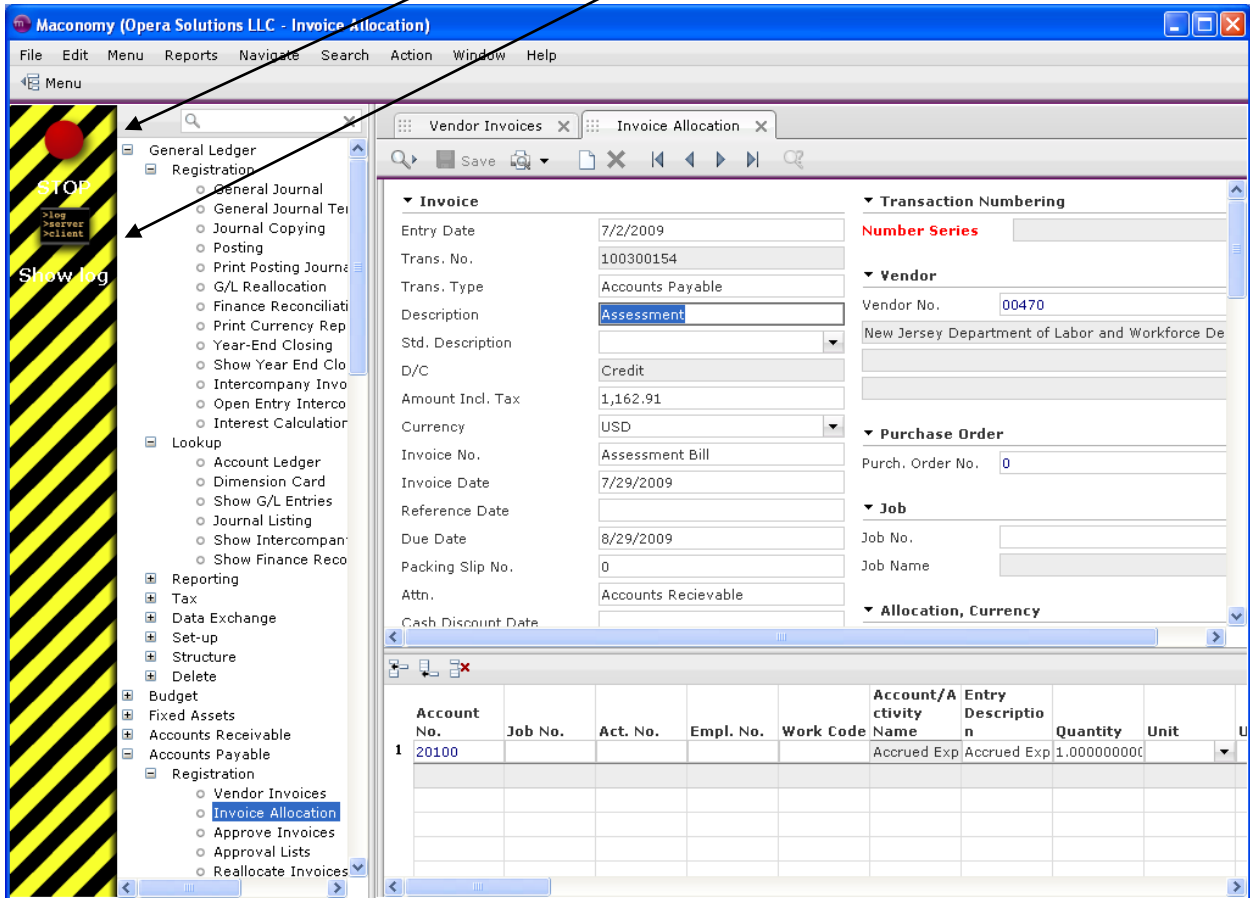 Maconomy (Opera Solutions LLC - Invoice Allocation)
File Edit Menu Reports Navigate Search Action Window Help
Menu
STOP
>log
>server
>client
Show log
General Ledger
Registration
General Journal
General Journal Ter
Journal Copying
Posting
Print Posting Journa
G/L Reallocation
Finance Reconciliati
Print Currency Rep
Year-End Closing
Show Year End Clo
Intercompany Invo
Open Entry Interco
Interest Calculation
Lookup
Account Ledger
Dimension Card
Show G/L Entries
Journal Listing
Show Intercompan
Show Finance Reco
Reporting
Tax
Data Exchange
Set-up
Structure
Delete
Budget
Fixed Assets
Accounts Receivable
Accounts Payable
Registration
Vendor Invoices
Invoice Allocation
Approve Invoices
Approval Lists
Reallocate Invoices
Vendor Invoices
Invoice Allocation
Save
Invoice
Entry Date 7/2/2009
Trans. No. 100300154
Trans. Type Accounts Payable
Description Assessment
Std. Description
D/C Credit
Amount Incl. Tax 1,162.91
Currency USD
Invoice No. Assessment Bill
Invoice Date 7/29/2009
Reference Date
Due Date 8/29/2009
Packing Slip No. 0
Attn. Accounts Recievable
Cash Discount Date
Transaction Numbering
Number Series
Vendor
Vendor No. 00470
New Jersey Department of Labor and Workforce De
Purchase Order
Purch. Order No. 0
Job
Job No.
Job Name
Allocation, Currency
Account No. Job No. Act. No. Empl. No. Work Code Account/Activity Name Entry Description Quantity Unit U
1 20100 Accrued Exp Accrued Exp 1.000000000